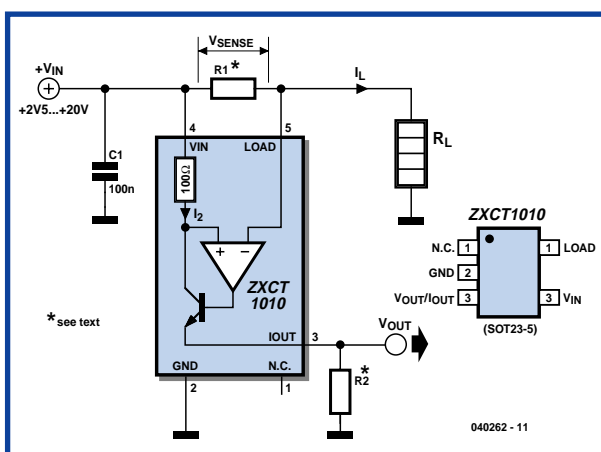 VSENSE
+VIN
R1*
IL
+2V5...+20V
4
5
VIN
LOAD
RL
C1
100n
100Ω
I2
+
−
ZXCT
1010
ZXCT1010
N.C. 1
1 LOAD
GND 2
VOUT/IOUT 3
3 VIN
(SOT23-5)
*see text
IOUT
3
VOUT
GND
N.C.
R2*
2
1
040262 - 11